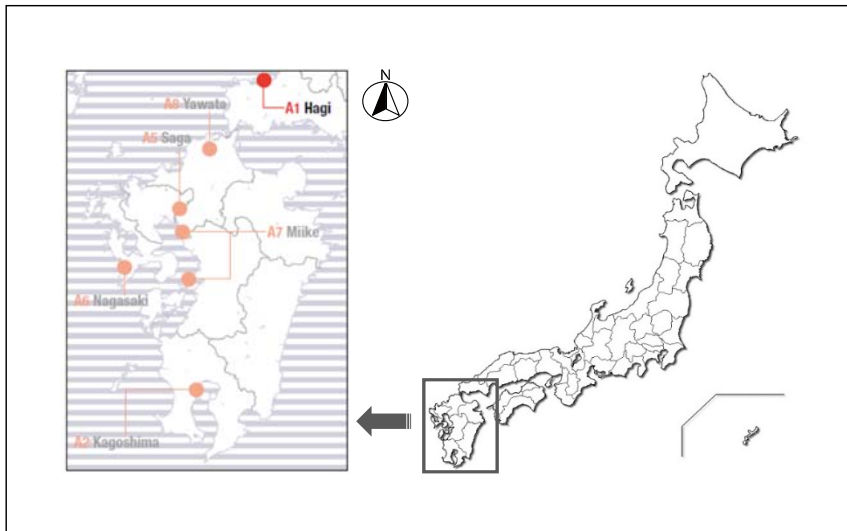 N
A8 Yawata
A1 Hagi
A5 Saga
A7 Miike
A6 Nagasaki
A2 Kagoshima